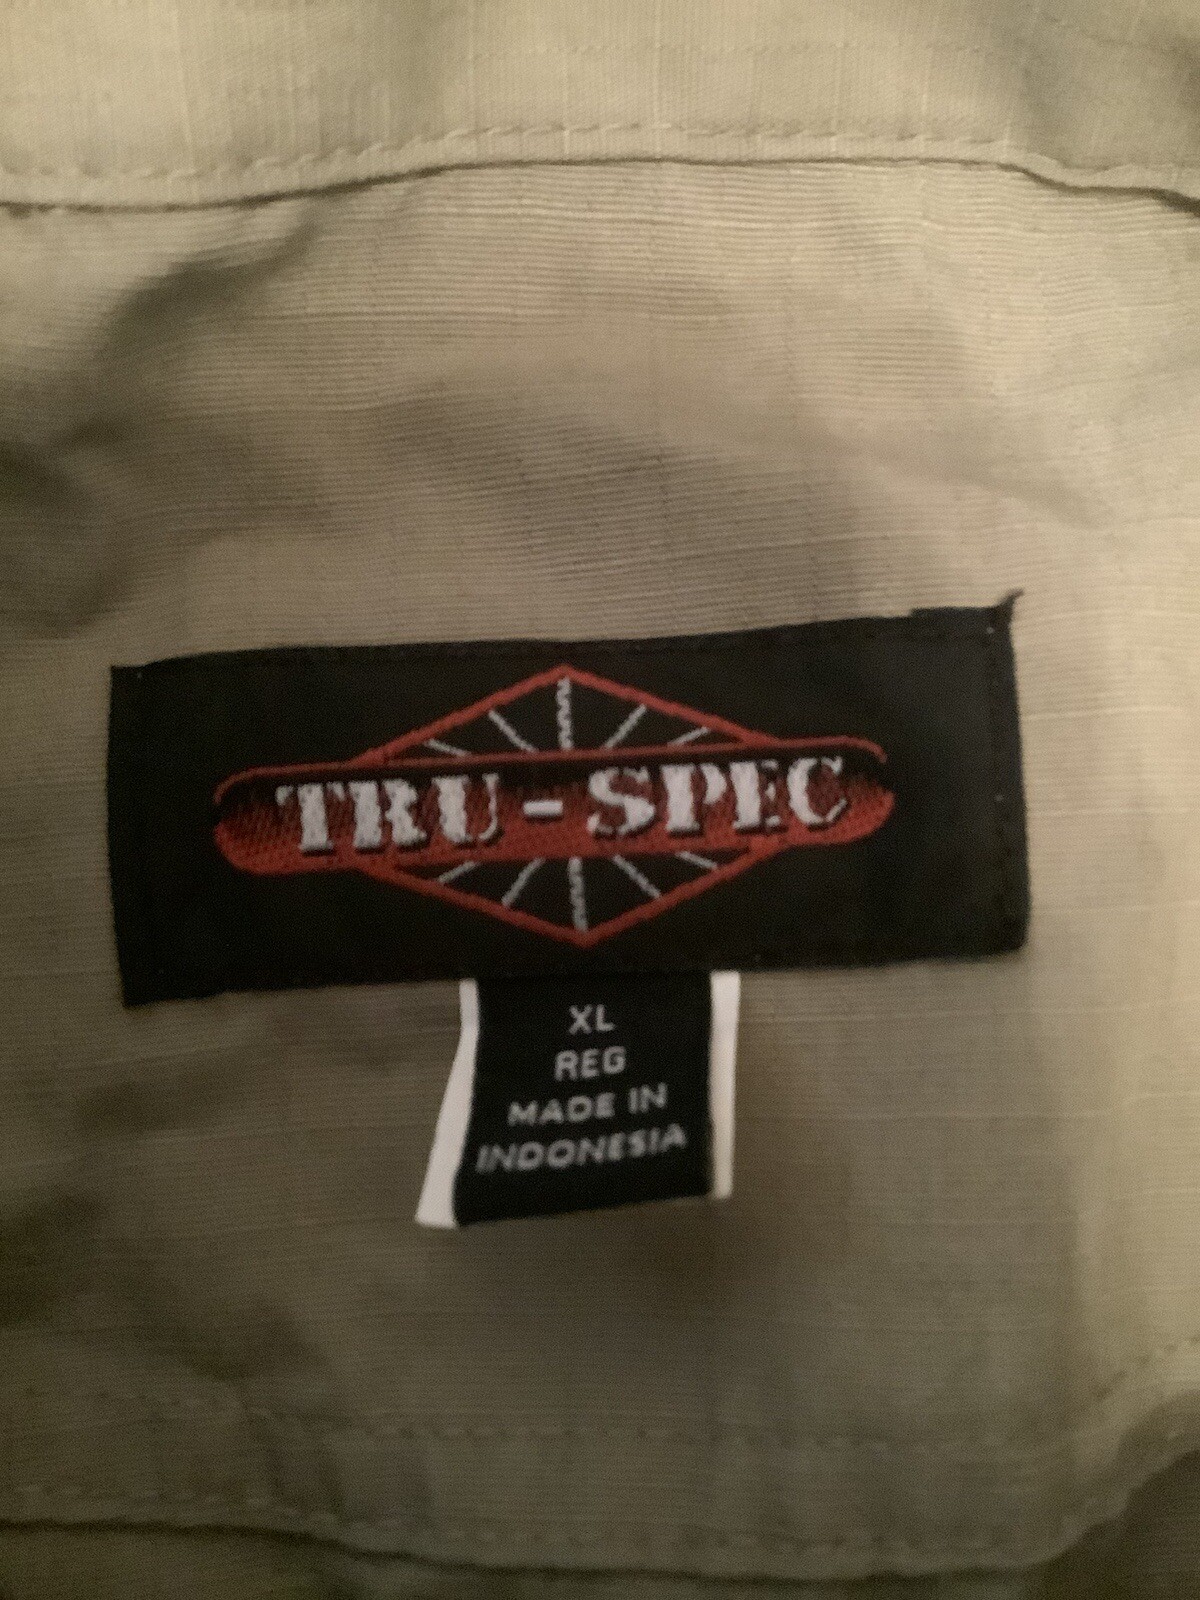 TRU-SPEC
XL
REG
MADE IN
INDONESIA